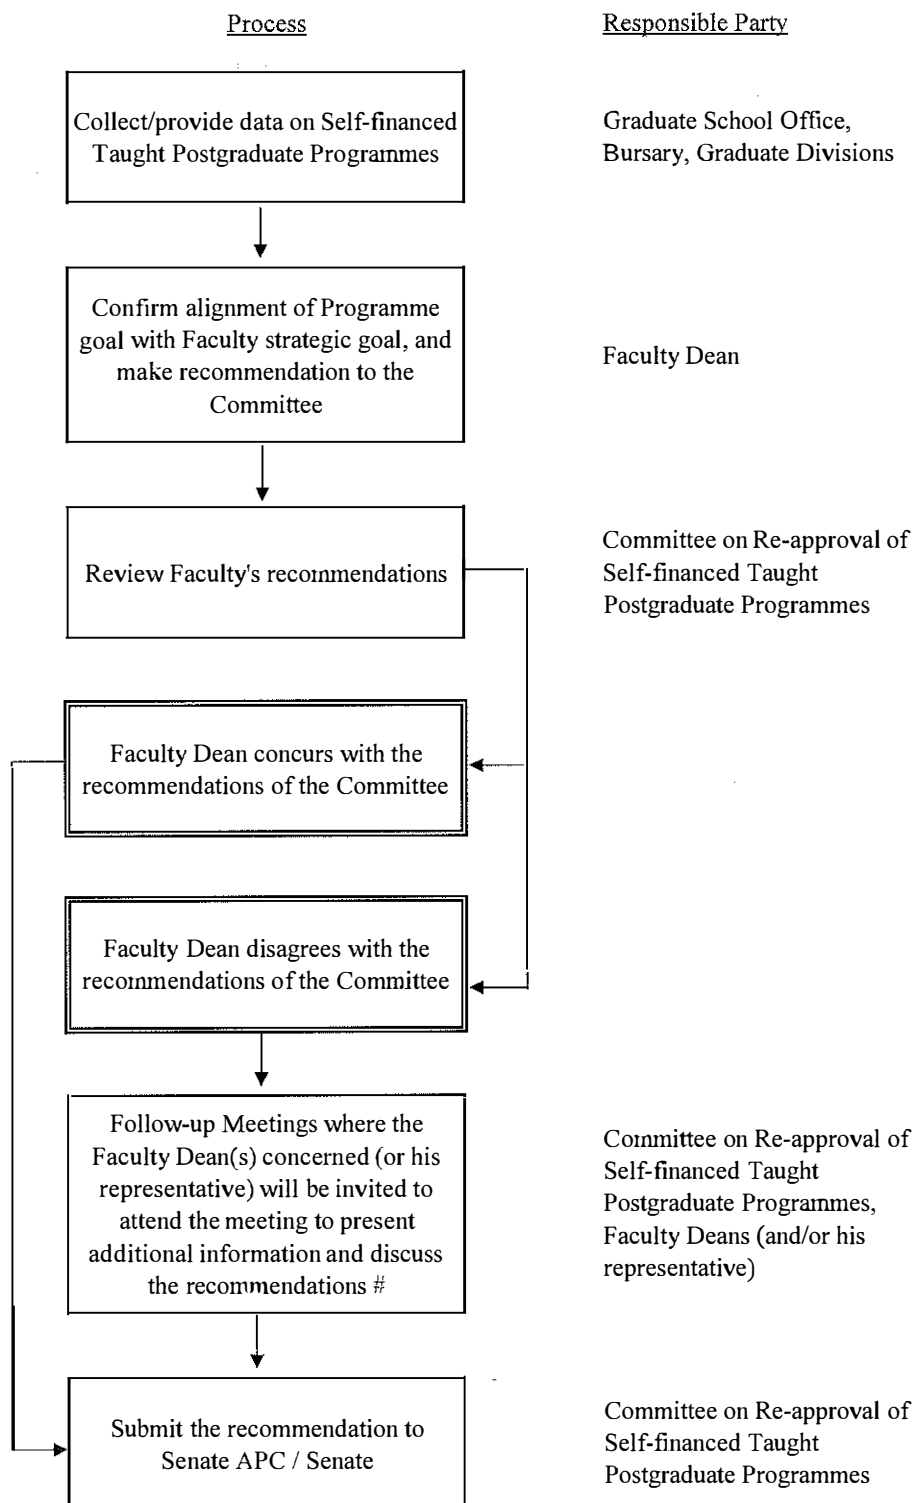 Process
Responsible Party
Collect/provide data on Self-financed
Taught Postgraduate Programmes
Graduate School Office,
Bursary, Graduate Divisions
Confirm alignment of Programme
goal with Faculty strategic goal, and
make recommendation to the
Committee
Faculty Dean
Review Faculty's recommendations
Committee on Re-approval of
Self-financed Taught
Postgraduate Programmes
Faculty Dean concurs with the
recommendations of the Committee
Faculty Dean disagrees with the
recommendations of the Committee
Follow-up Meetings where the
Faculty Dean(s) concerned (or his
representative) will be invited to
attend the meeting to present
additional information and discuss
the recommendations #
Committee on Re-approval of
Self-financed Taught
Postgraduate Programmes,
Faculty Deans (and/or his
representative)
Submit the recommendation to
Senate APC / Senate
Committee on Re-approval of
Self-financed Taught
Postgraduate Programmes